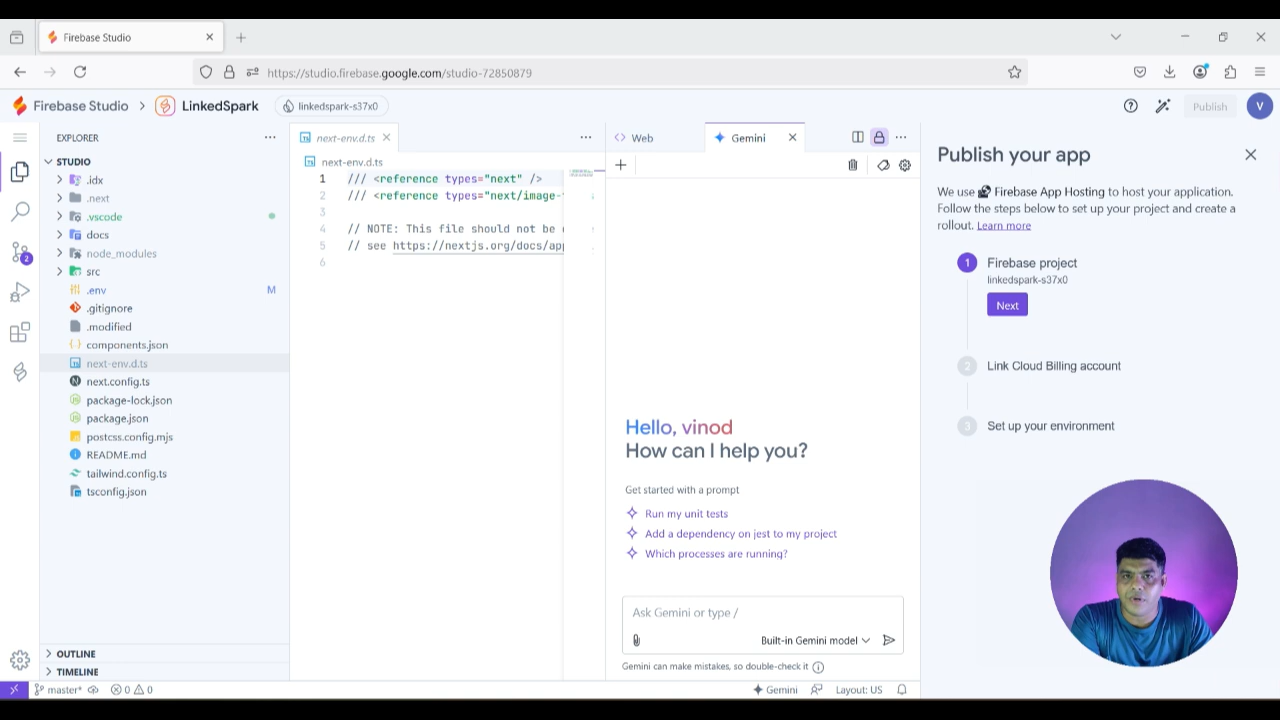 Firebase Studio
https://studio.firebase.google.com/studio-72850879
Firebase Studio
LinkedSpark
linkedspark-s37x0
Publish
V
EXPLORER
STUDIO
.idx
.next
.vscode
docs
node_modules
src
.env
M
.gitignore
.modified
components.json
next-env.d.ts
next.config.ts
package-lock.json
package.json
postcss.config.mjs
README.md
tailwind.config.ts
tsconfig.json
OUTLINE
TIMELINE
2
next-env.d.ts
next-env.d.ts
1 /// <reference types="next" />
2 /// <reference types="next/image-
3
4 // NOTE: This file should not be
5 // see https://nextjs.org/docs/app
6
Web
Gemini
Hello, vinod
How can I help you?
Get started with a prompt
Run my unit tests
Add a dependency on jest to my project
Which processes are running?
Ask Gemini or type /
Built-in Gemini model
Gemini can make mistakes, so double-check it
Publish your app
We use Firebase App Hosting to host your application.
Follow the steps below to set up your project and create a
rollout. Learn more
1 Firebase project
linkedspark-s37x0
Next
2 Link Cloud Billing account
3 Set up your environment
master*
0 0
Gemini
Layout: US